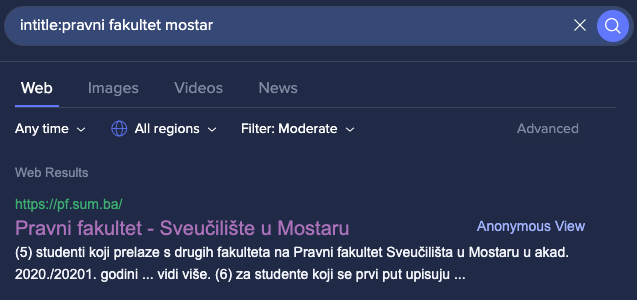 intitle:pravni fakultet mostar
Web Images Videos News
Any time All regions Filter: Moderate Advanced
Web Results
https://pf.sum.ba/
Pravni fakultet - Sveučilište u Mostaru Anonymous View
(5) studenti koji prelaze s drugih fakulteta na Pravni fakultet Sveučilišta u Mostaru u akad.
2020./20201. godini ... vidi više. (6) za studente koji se prvi put upisuju ...